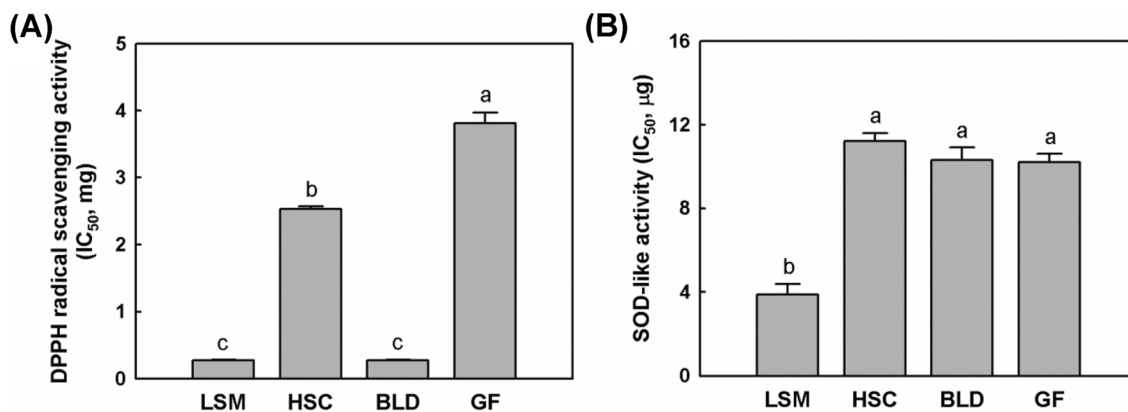 (A)
DPPH radical scavenging activity
(IC50, mg)
5
4
3
2
1
0
c
b
c
a
LSM HSC BLD GF
(B)
SOD-like activity (IC50, μg)
16
12
8
4
0
b
a
a
a
LSM HSC BLD GF